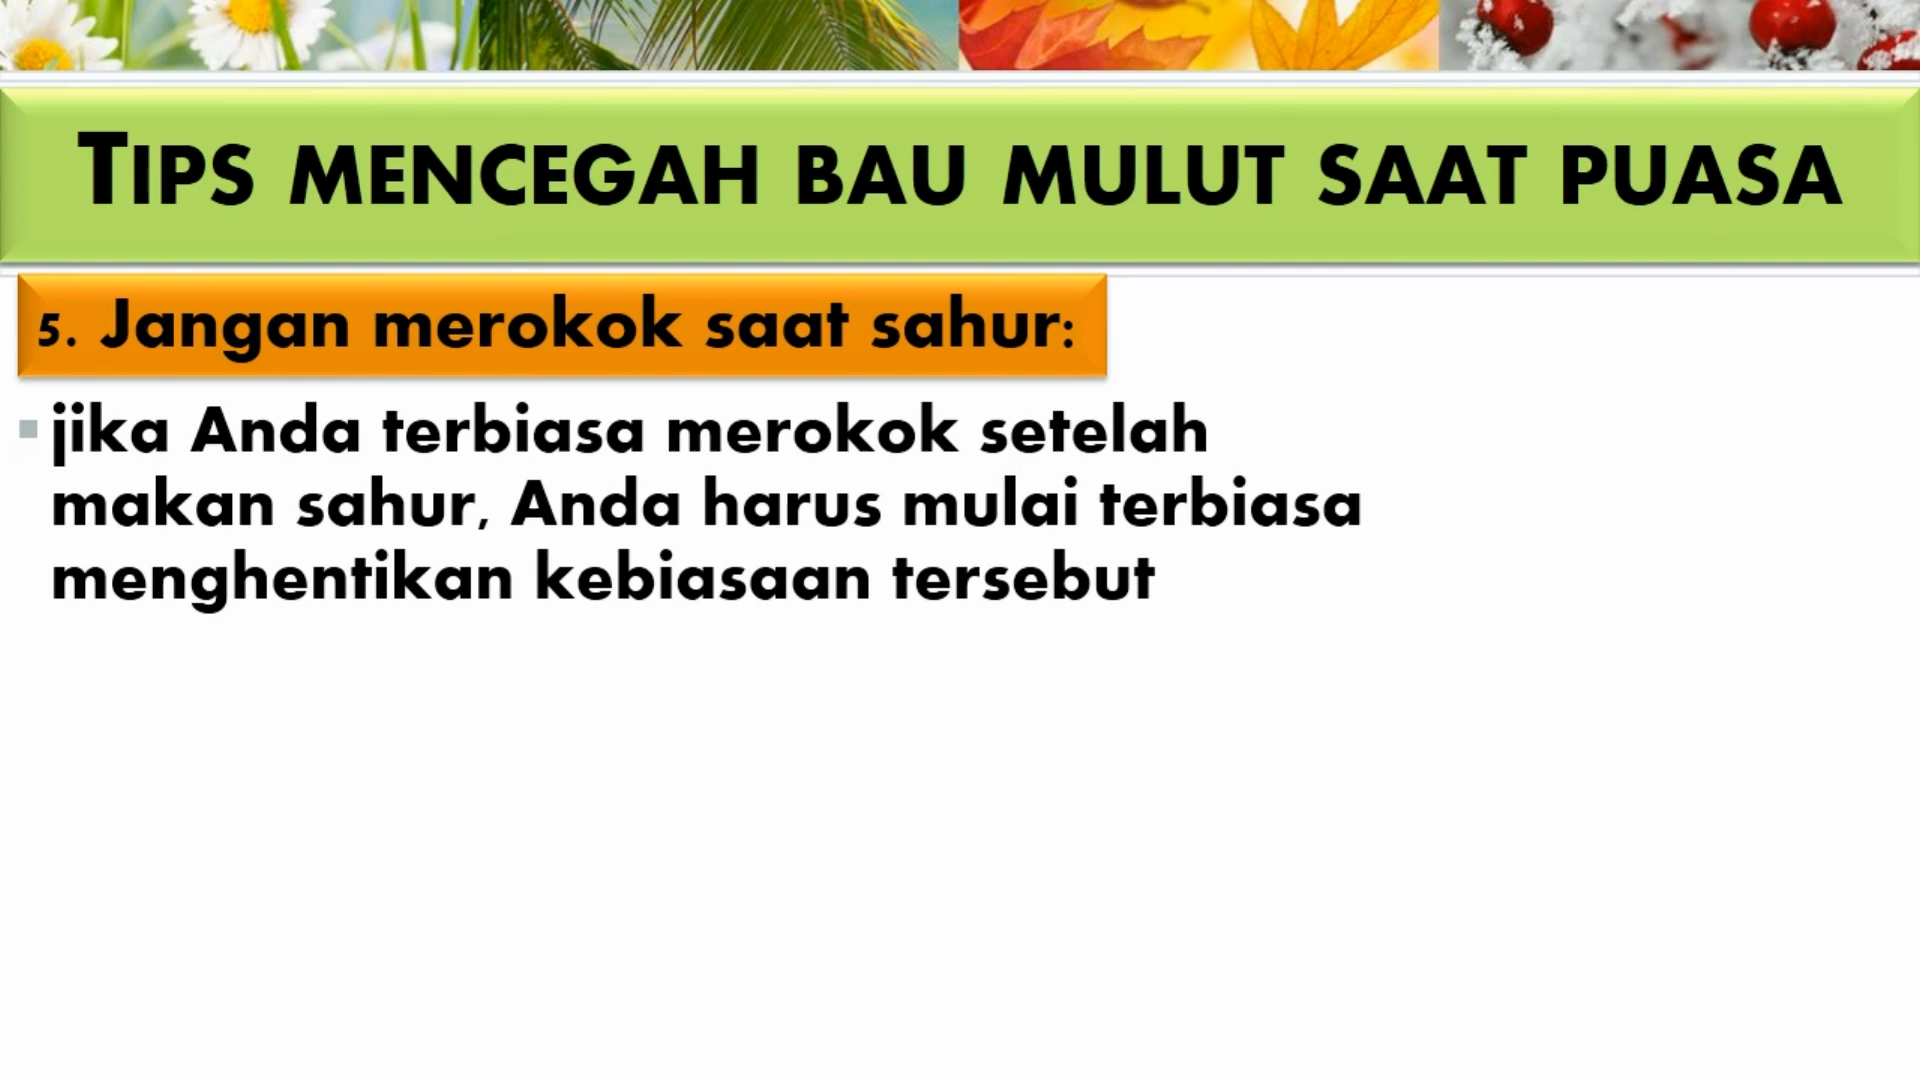 TIPS MENCEGAH BAU MULUT SAAT PUASA
5. Jangan merokok saat sahur:
jika Anda terbiasa merokok setelah
makan sahur, Anda harus mulai terbiasa
menghentikan kebiasaan tersebut